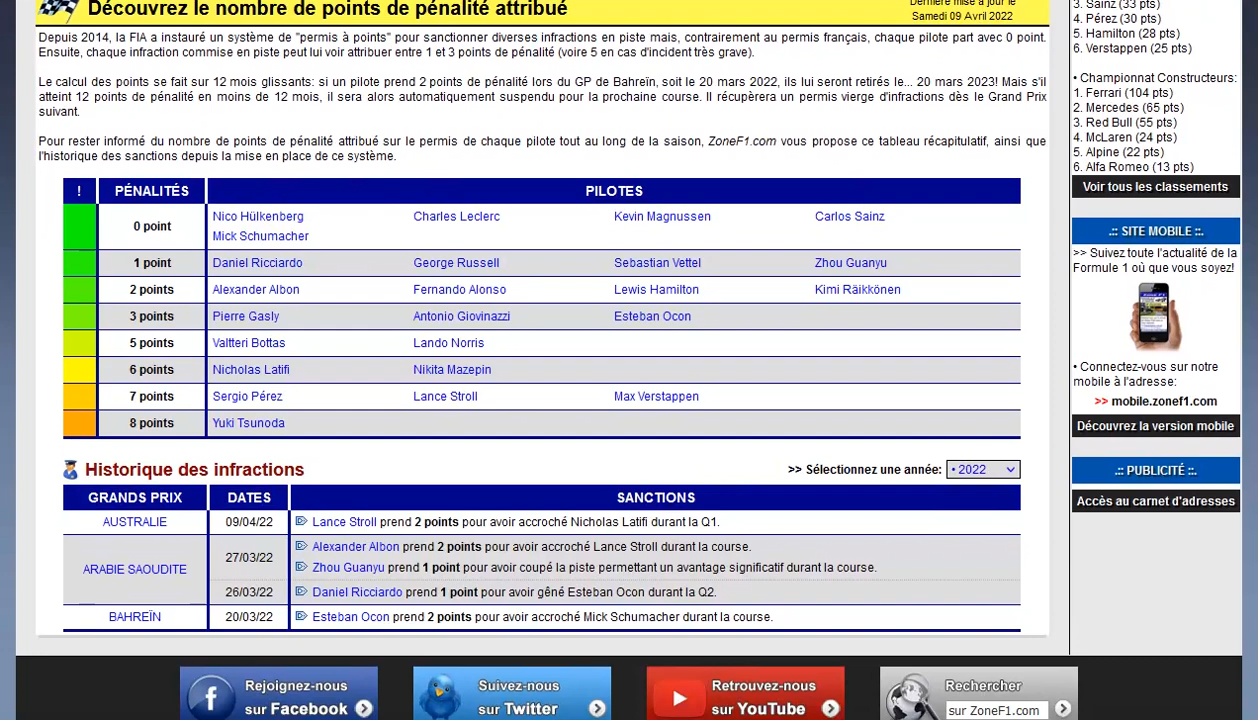 Découvrez le nombre de points de pénalité attribué
Dernière mise à jour le
Samedi 09 Avril 2022
Depuis 2014, la FIA a instauré un système de "permis à points" pour sanctionner diverses infractions en piste mais, contrairement au permis français, chaque pilote part avec 0 point.
Ensuite, chaque infraction commise en piste peut lui voir attribuer entre 1 et 3 points de pénalité (voire 5 en cas d'incident très grave).
Le calcul des points se fait sur 12 mois glissants: si un pilote prend 2 points de pénalité lors du GP de Bahreïn, soit le 20 mars 2022, ils lui seront retirés le... 20 mars 2023! Mais s'il
atteint 12 points de pénalité en moins de 12 mois, il sera alors automatiquement suspendu pour la prochaine course. Il récupèrera un permis vierge d'infractions dès le Grand Prix
suivant.
Pour rester informé du nombre de points de pénalité attribué sur le permis de chaque pilote tout au long de la saison, ZoneF1.com vous propose ce tableau récapitulatif, ainsi que
l'historique des sanctions depuis la mise en place de ce système.
! PÉNALITÉS PILOTES
0 point Nico Hülkenberg Charles Leclerc Kevin Magnussen Carlos Sainz
Mick Schumacher
1 point Daniel Ricciardo George Russell Sebastian Vettel Zhou Guanyu
2 points Alexander Albon Fernando Alonso Lewis Hamilton Kimi Räikkönen
3 points Pierre Gasly Antonio Giovinazzi Esteban Ocon
5 points Valtteri Bottas Lando Norris
6 points Nicholas Latifi Nikita Mazepin
7 points Sergio Pérez Lance Stroll Max Verstappen
8 points Yuki Tsunoda
Historique des infractions
>> Sélectionnez une année: • 2022
GRANDS PRIX DATES SANCTIONS
AUSTRALIE 09/04/22 Lance Stroll prend 2 points pour avoir accroché Nicholas Latifi durant la Q1.
ARABIE SAOUDITE 27/03/22 Alexander Albon prend 2 points pour avoir accroché Lance Stroll durant la course.
Zhou Guanyu prend 1 point pour avoir coupé la piste permettant un avantage significatif durant la course.
26/03/22 Daniel Ricciardo prend 1 point pour avoir gêné Esteban Ocon durant la Q2.
BAHREÏN 20/03/22 Esteban Ocon prend 2 points pour avoir accroché Mick Schumacher durant la course.
3. Sainz (33 pts)
4. Pérez (30 pts)
5. Hamilton (28 pts)
6. Verstappen (25 pts)
• Championnat Constructeurs:
1. Ferrari (104 pts)
2. Mercedes (65 pts)
3. Red Bull (55 pts)
4. McLaren (24 pts)
5. Alpine (22 pts)
6. Alfa Romeo (13 pts)
Voir tous les classements
.:: SITE MOBILE ::.
>> Suivez toute l'actualité de la
Formule 1 où que vous soyez!
• Connectez-vous sur notre
mobile à l'adresse:
>> mobile.zonef1.com
Découvrez la version mobile
.:: PUBLICITÉ ::.
Accès au carnet d'adresses
Rejoignez-nous
sur Facebook
Suivez-nous
sur Twitter
Retrouvez-nous
sur YouTube
Rechercher
sur ZoneF1.com